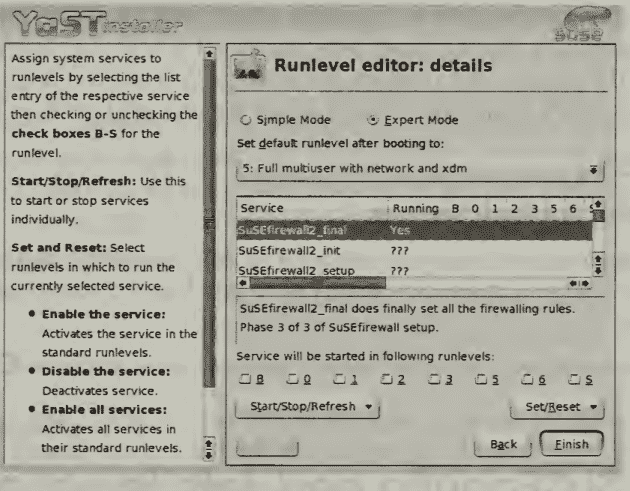 YaST installer
SUSE
Assign system services to
runlevels by selecting the list
entry of the respective service
then checking or unchecking the
check boxes B-S for the
runlevel.
Start/Stop/Refresh: Use this
to start or stop services
individually.
Set and Reset: Select
runlevels in which to run the
currently selected service.
• Enable the service:
Activates the service in the
standard runlevels.
• Disable the service:
Deactivates service.
• Enable all services:
Activates all services in
their standard runlevels.
Runlevel editor: details
Simple Mode Expert Mode
Set default runlevel after booting to:
5: Full multiuser with network and xdm
Service Running B 0 1 2 3 5 6
SuSEfirewall2_final Yes
SuSEfirewall2_init ???
SuSEfirewall2_setup ???
SuSEfirewall2_final does finally set all the firewalling rules.
Phase 3 of 3 of SuSEfirewall setup.
Service will be started in following runlevels:
B 0 1 2 3 5 6 S
Start/Stop/Refresh Set/Reset
Back Finish